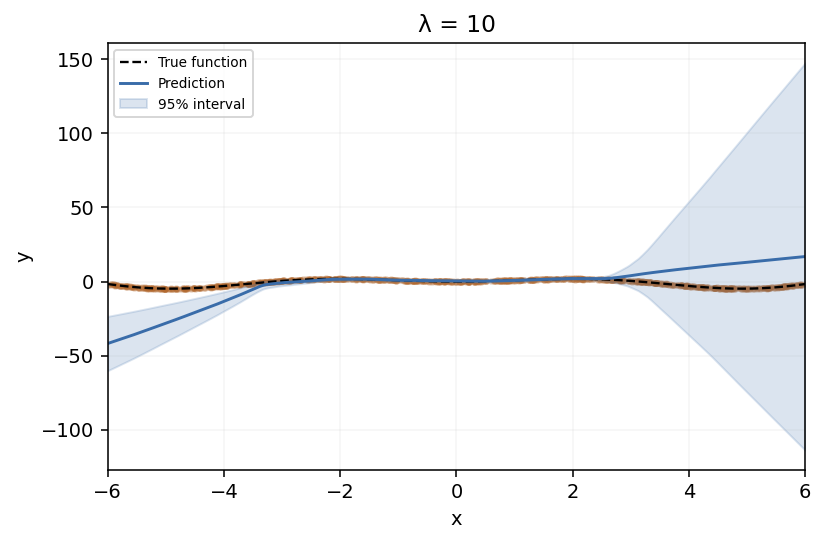 λ = 10
True function
Prediction
95% interval
150
100
50
0
−50
−100
y
−6
−4
−2
0
2
4
6
x